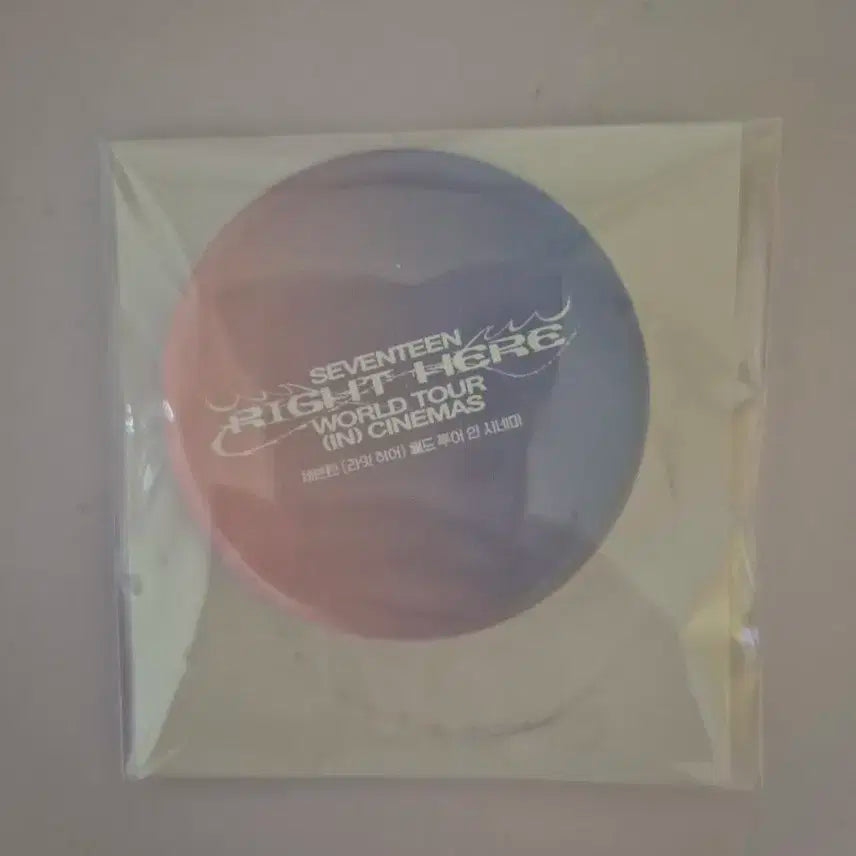 SEVENTEEN
RIGHT HERE
WORLD TOUR
(IN) CINEMAS
세븐틴 (라잇 히어) 월드 투어 인 시네마